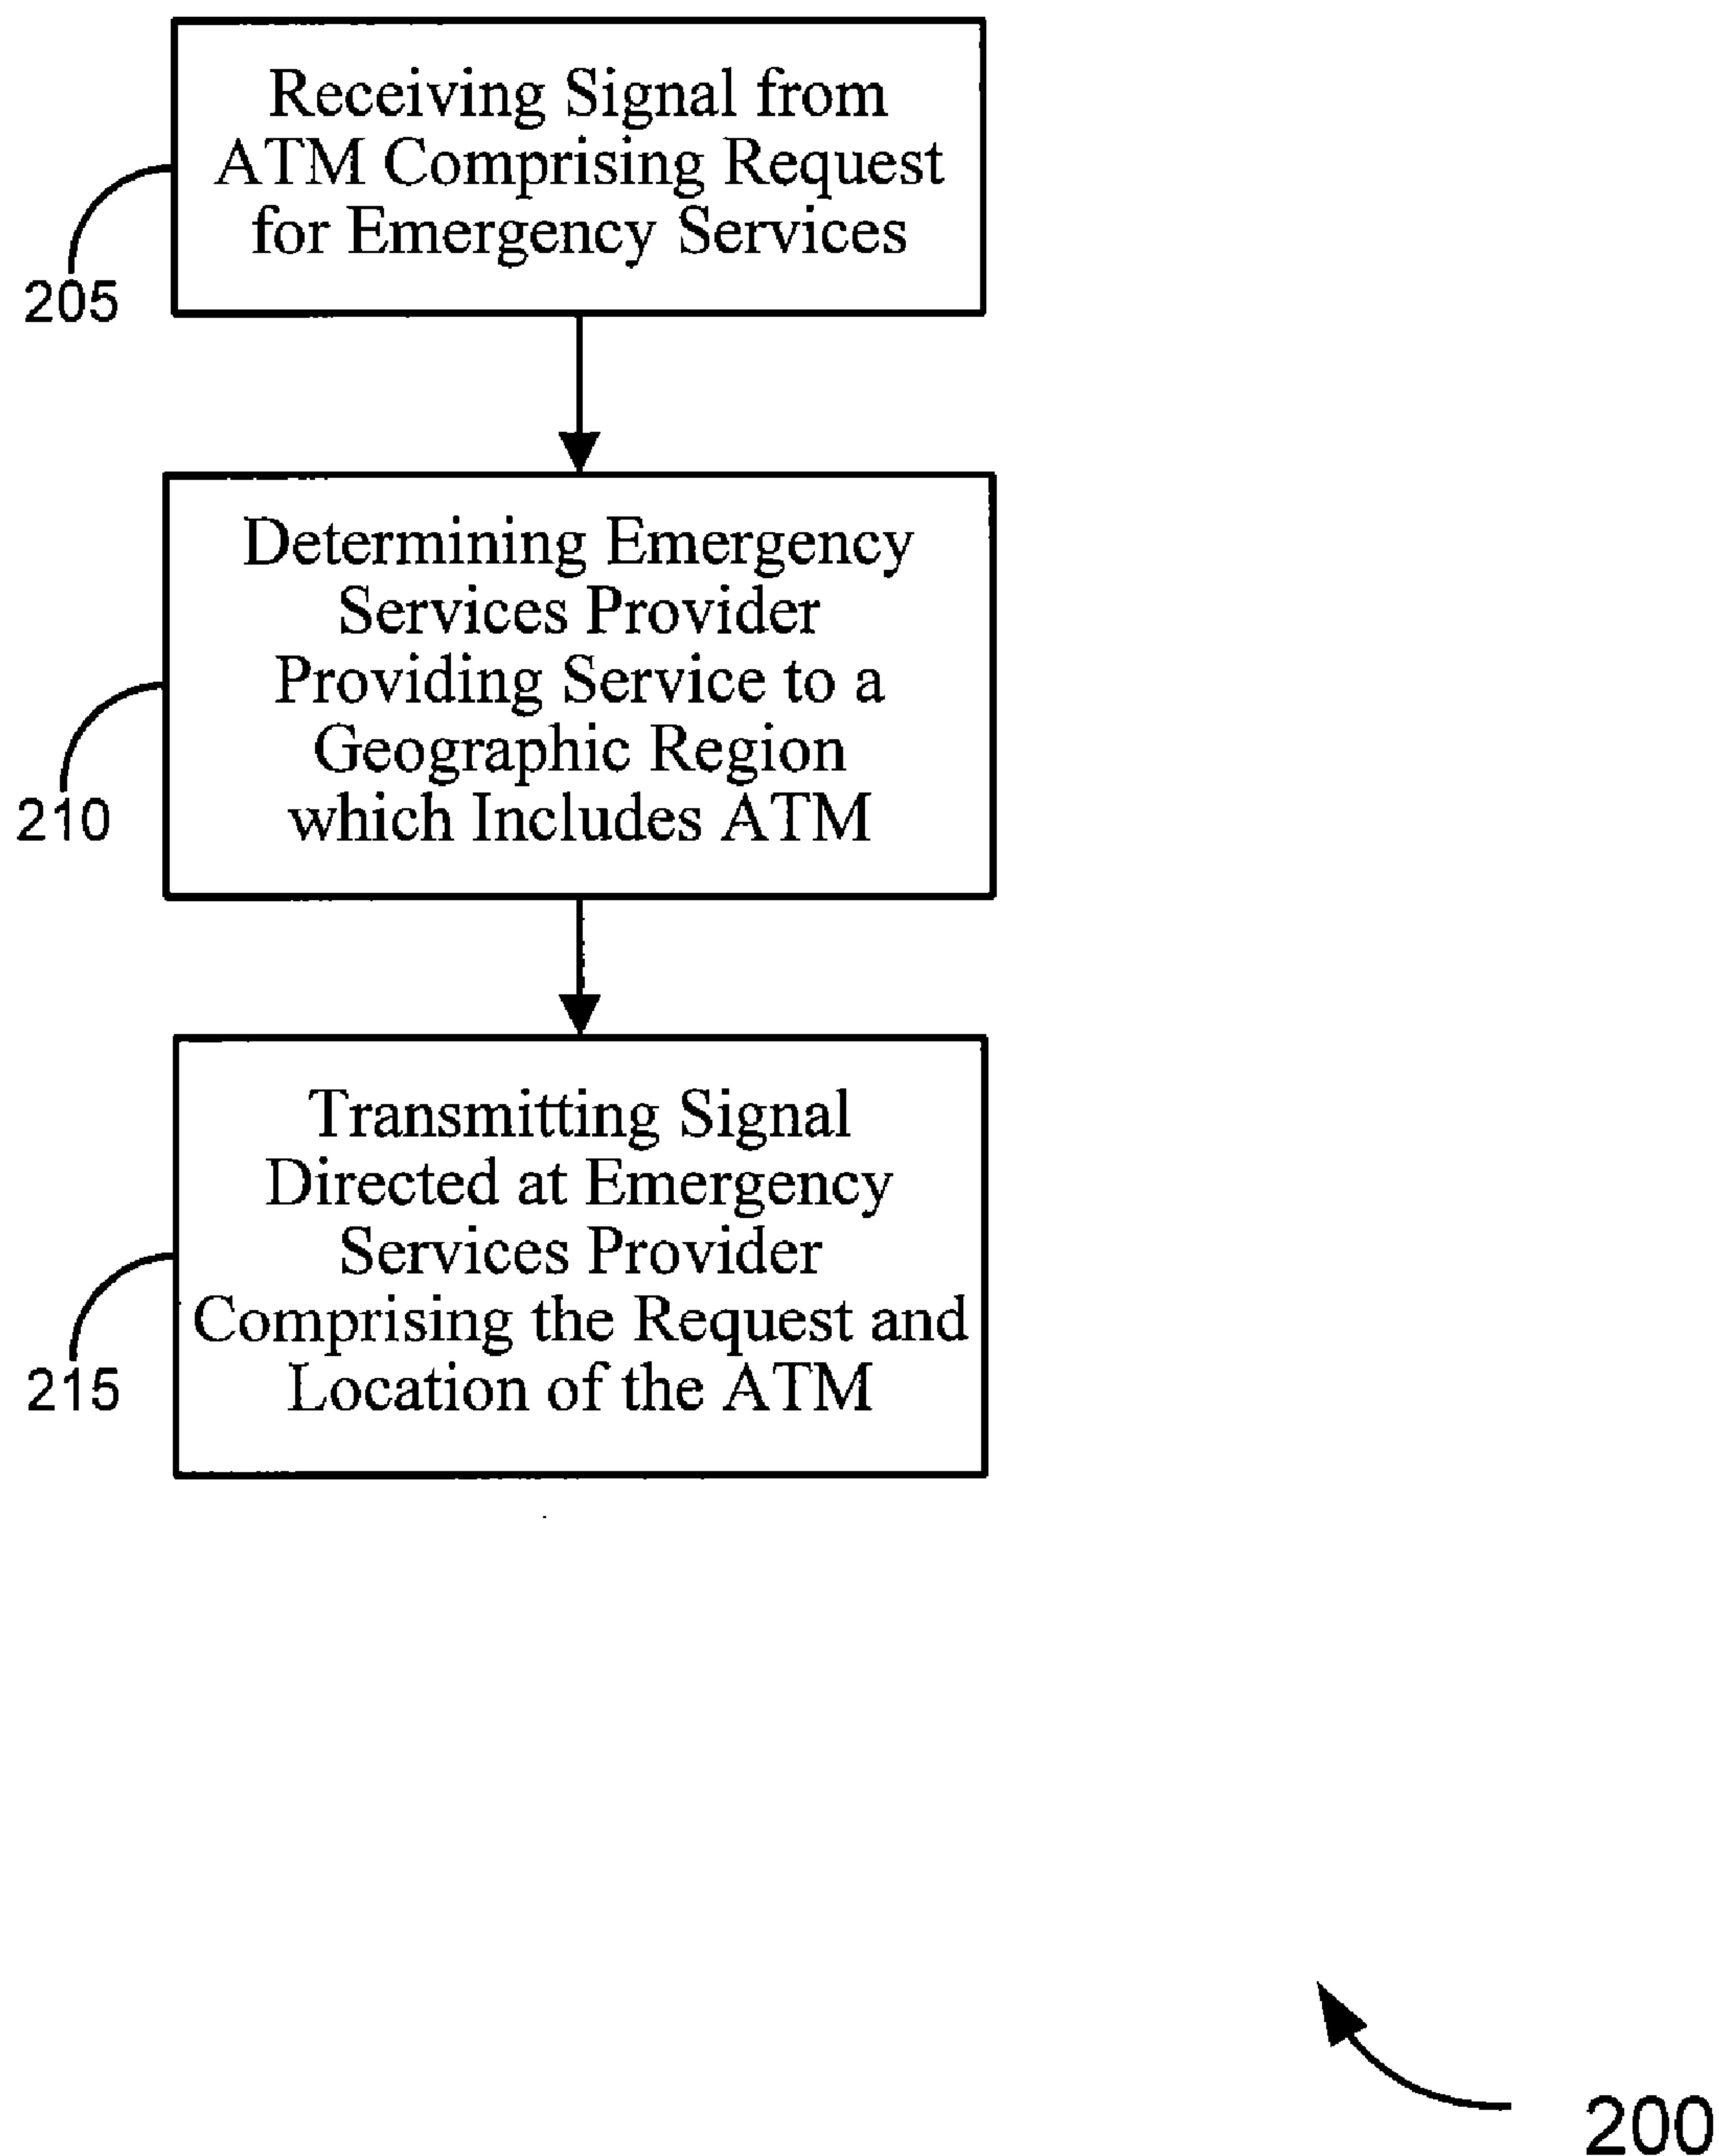 Receiving Signal from
ATM Comprising Request
for Emergency Services
205
Determining Emergency
Services Provider
Providing Service to a
Geographic Region
which Includes ATM
210
Transmitting Signal
Directed at Emergency
Services Provider
Comprising the Request and
Location of the ATM
215
200